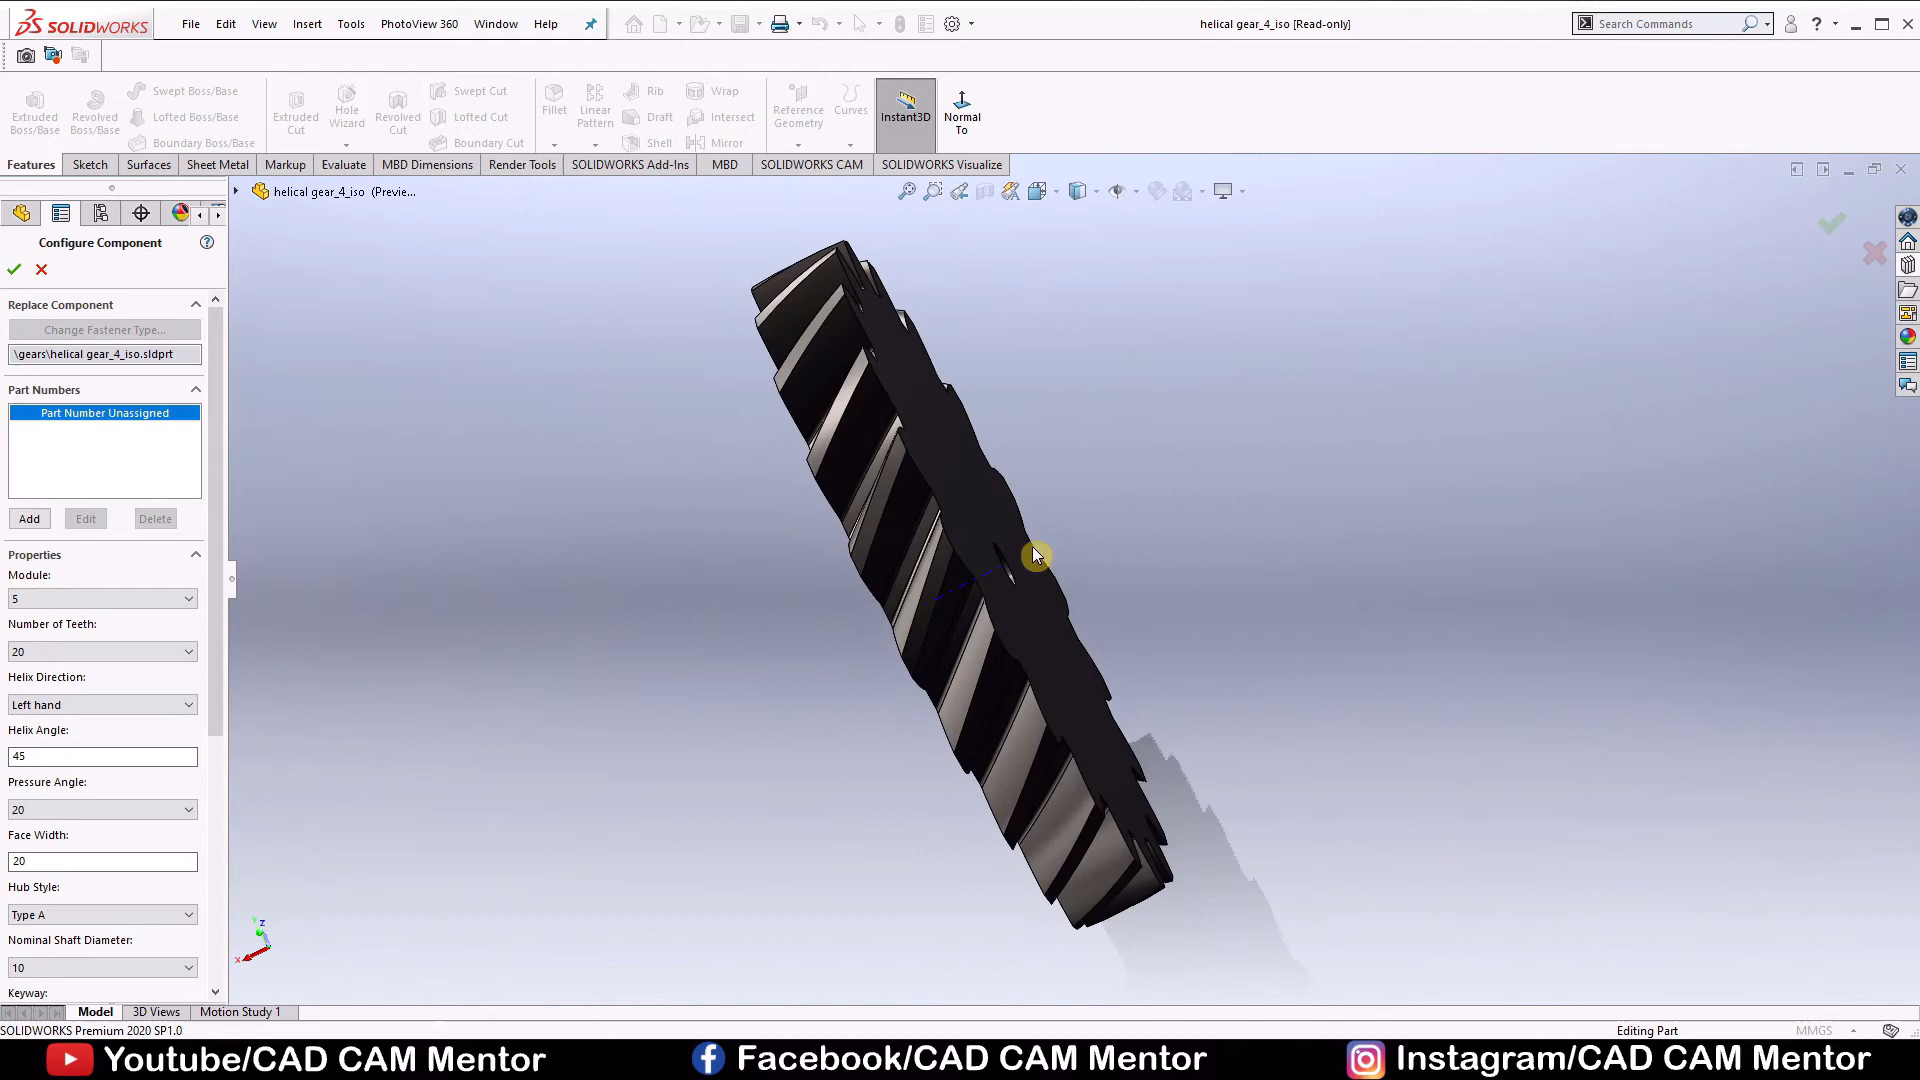 SOLIDWORKS
File Edit View Insert Tools PhotoView 360 Window Help
helical gear_4_iso [Read-only]
Search Commands
Extruded Boss/Base
Revolved Boss/Base
Swept Boss/Base
Lofted Boss/Base
Boundary Boss/Base
Extruded Cut
Hole Wizard
Revolved Cut
Swept Cut
Lofted Cut
Boundary Cut
Fillet
Linear Pattern
Rib
Draft
Shell
Wrap
Intersect
Mirror
Reference Geometry
Curves
Instant3D
Normal To
Features Sketch Surfaces Sheet Metal Markup Evaluate MBD Dimensions Render Tools SOLIDWORKS Add-Ins MBD SOLIDWORKS CAM SOLIDWORKS Visualize
helical gear_4_iso (Previe...
Configure Component
Replace Component
Change Fastener Type...
\gears\helical gear_4_iso.sldprt
Part Numbers
Part Number Unassigned
Add Edit Delete
Properties
Module:
5
Number of Teeth:
20
Helix Direction:
Left hand
Helix Angle:
45
Pressure Angle:
20
Face Width:
20
Hub Style:
Type A
Nominal Shaft Diameter:
10
Keyway:
Y Z
X
Model 3D Views Motion Study 1
SOLIDWORKS Premium 2020 SP1.0
Editing Part
MMGS
Youtube/CAD CAM Mentor
Facebook/CAD CAM Mentor
Instagram/CAD CAM Mentor